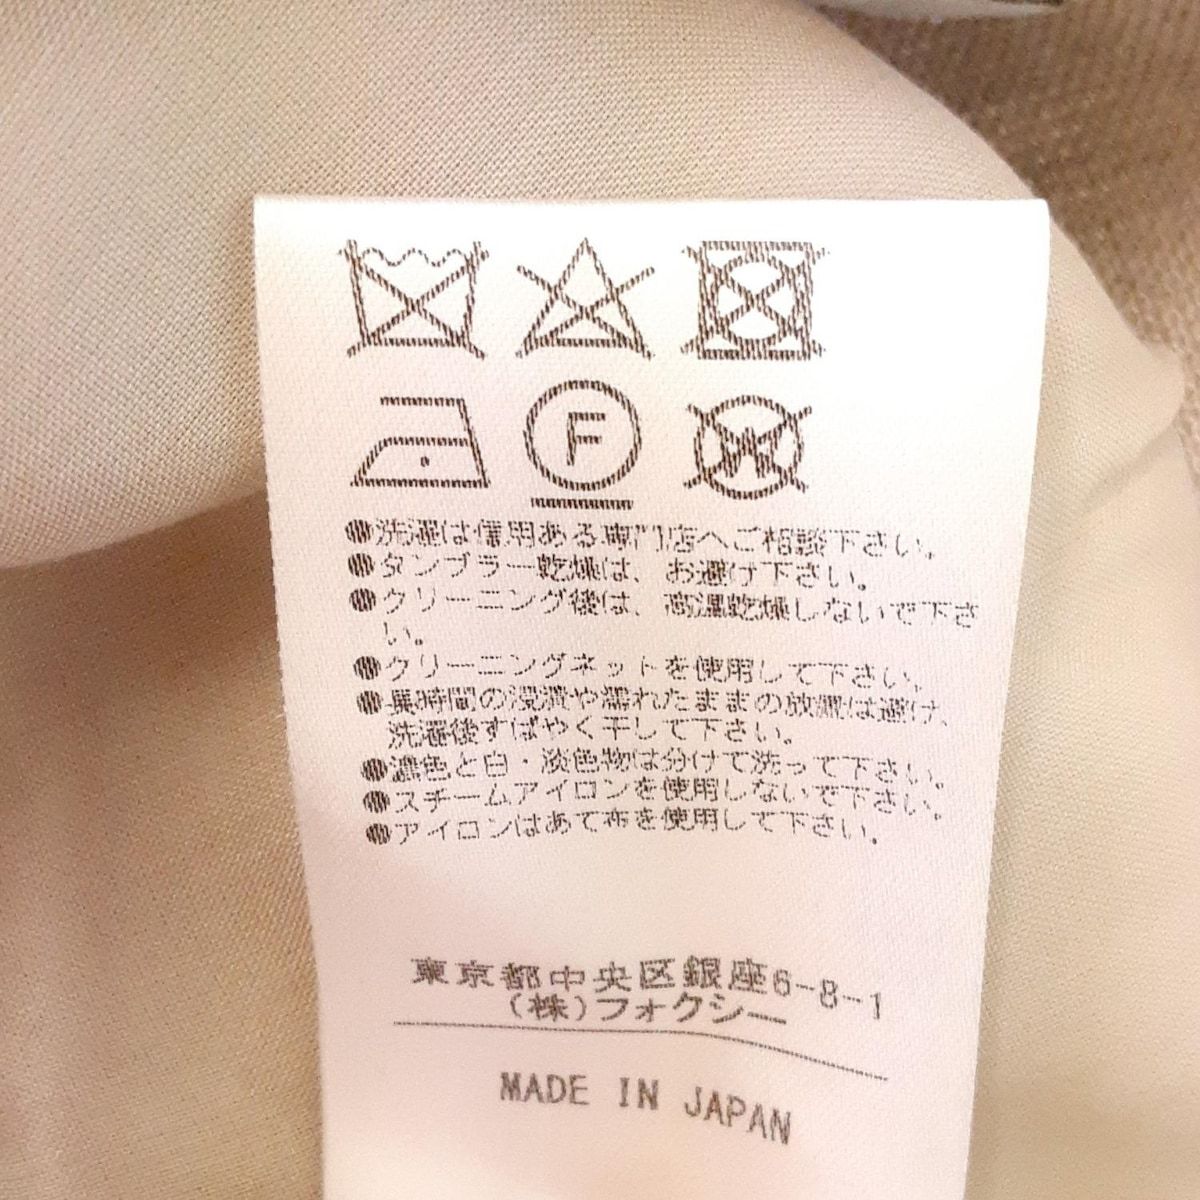 F
W
●洗濯は信用ある専門店へご相談下さい。
●タンブラー乾燥は、お避け下さい。
●クリーニング後は、高温乾燥しないで下さ
い。
●クリーニングネットを使用して下さい。
●長時間の浸漬や濡れたままの放置は避け、
洗濯後すばやく干して下さい。
●濃色と白・淡色物は分けて洗って下さい。
●スチームアイロンを使用しないで下さい。
●アイロンはあて布を使用して下さい。
東京都中央区銀座6-8-1
(株)フォクシー
MADE IN JAPAN